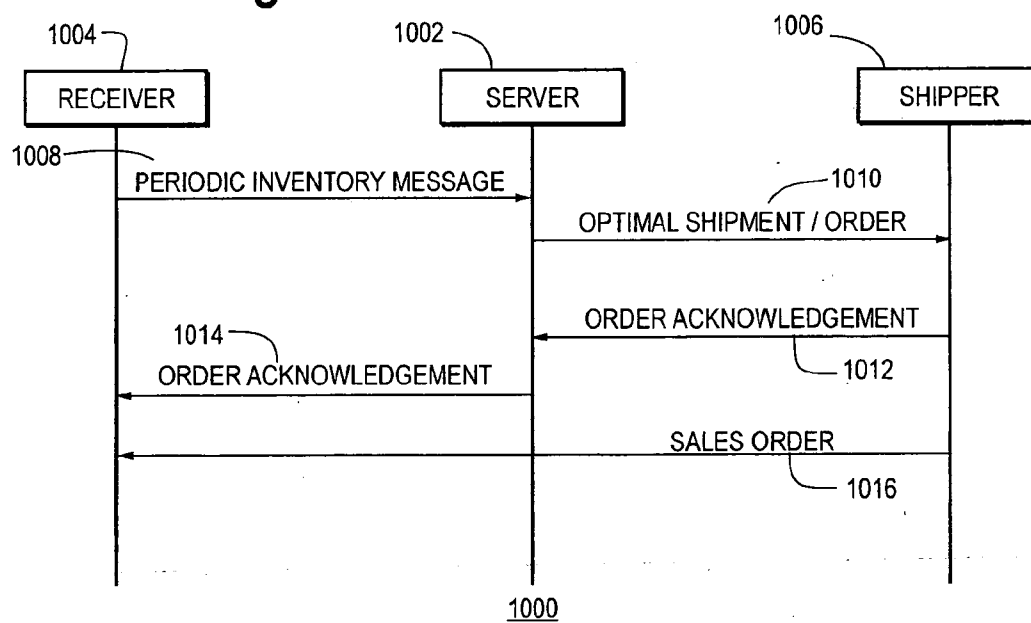 1004
1002
1006
RECEIVER
SERVER
SHIPPER
1008
PERIODIC INVENTORY MESSAGE
1010
OPTIMAL SHIPMENT / ORDER
ORDER ACKNOWLEDGEMENT
1012
1014
ORDER ACKNOWLEDGEMENT
SALES ORDER
1016
1000